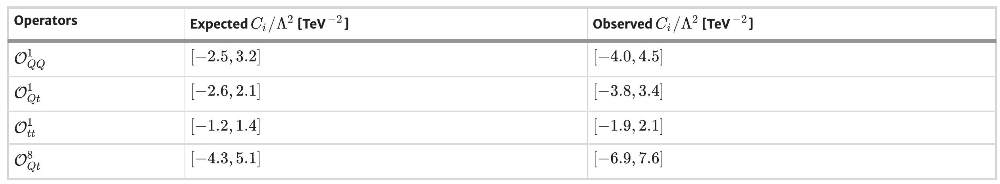 Operators Expected $C_i/\Lambda^2$ [TeV$^{-2}$] Observed $C_i/\Lambda^2$ [TeV$^{-2}$]
$\mathcal{O}^1_{QQ}$ $[-2.5, 3.2]$ $[-4.0, 4.5]$
$\mathcal{O}^1_{Qt}$ $[-2.6, 2.1]$ $[-3.8, 3.4]$
$\mathcal{O}^1_{tt}$ $[-1.2, 1.4]$ $[-1.9, 2.1]$
$\mathcal{O}^8_{Qt}$ $[-4.3, 5.1]$ $[-6.9, 7.6]$